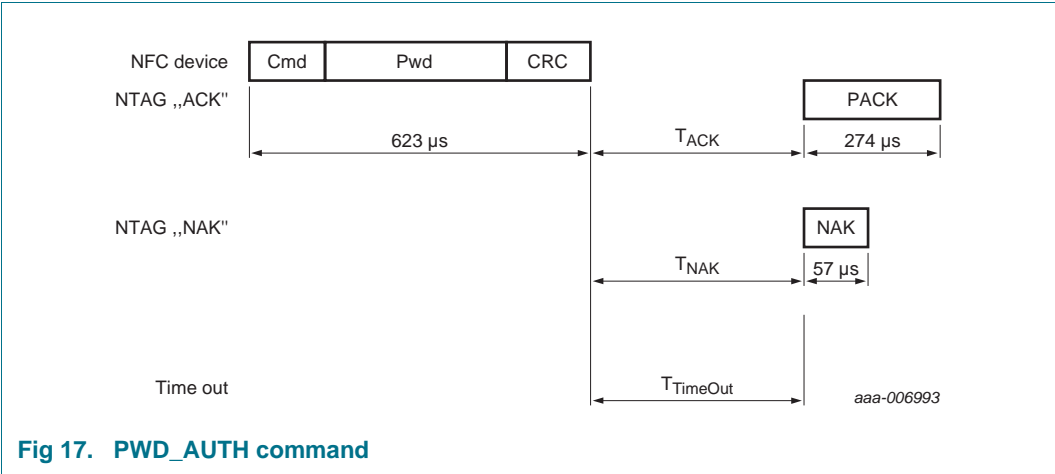 NFC device Cmd Pwd CRC
NTAG ,,ACK" PACK
623 µs TACK 274 µs
NTAG ,,NAK" NAK
TNAK 57 µs
Time out TTimeOut aaa-006993
Fig 17. PWD_AUTH command